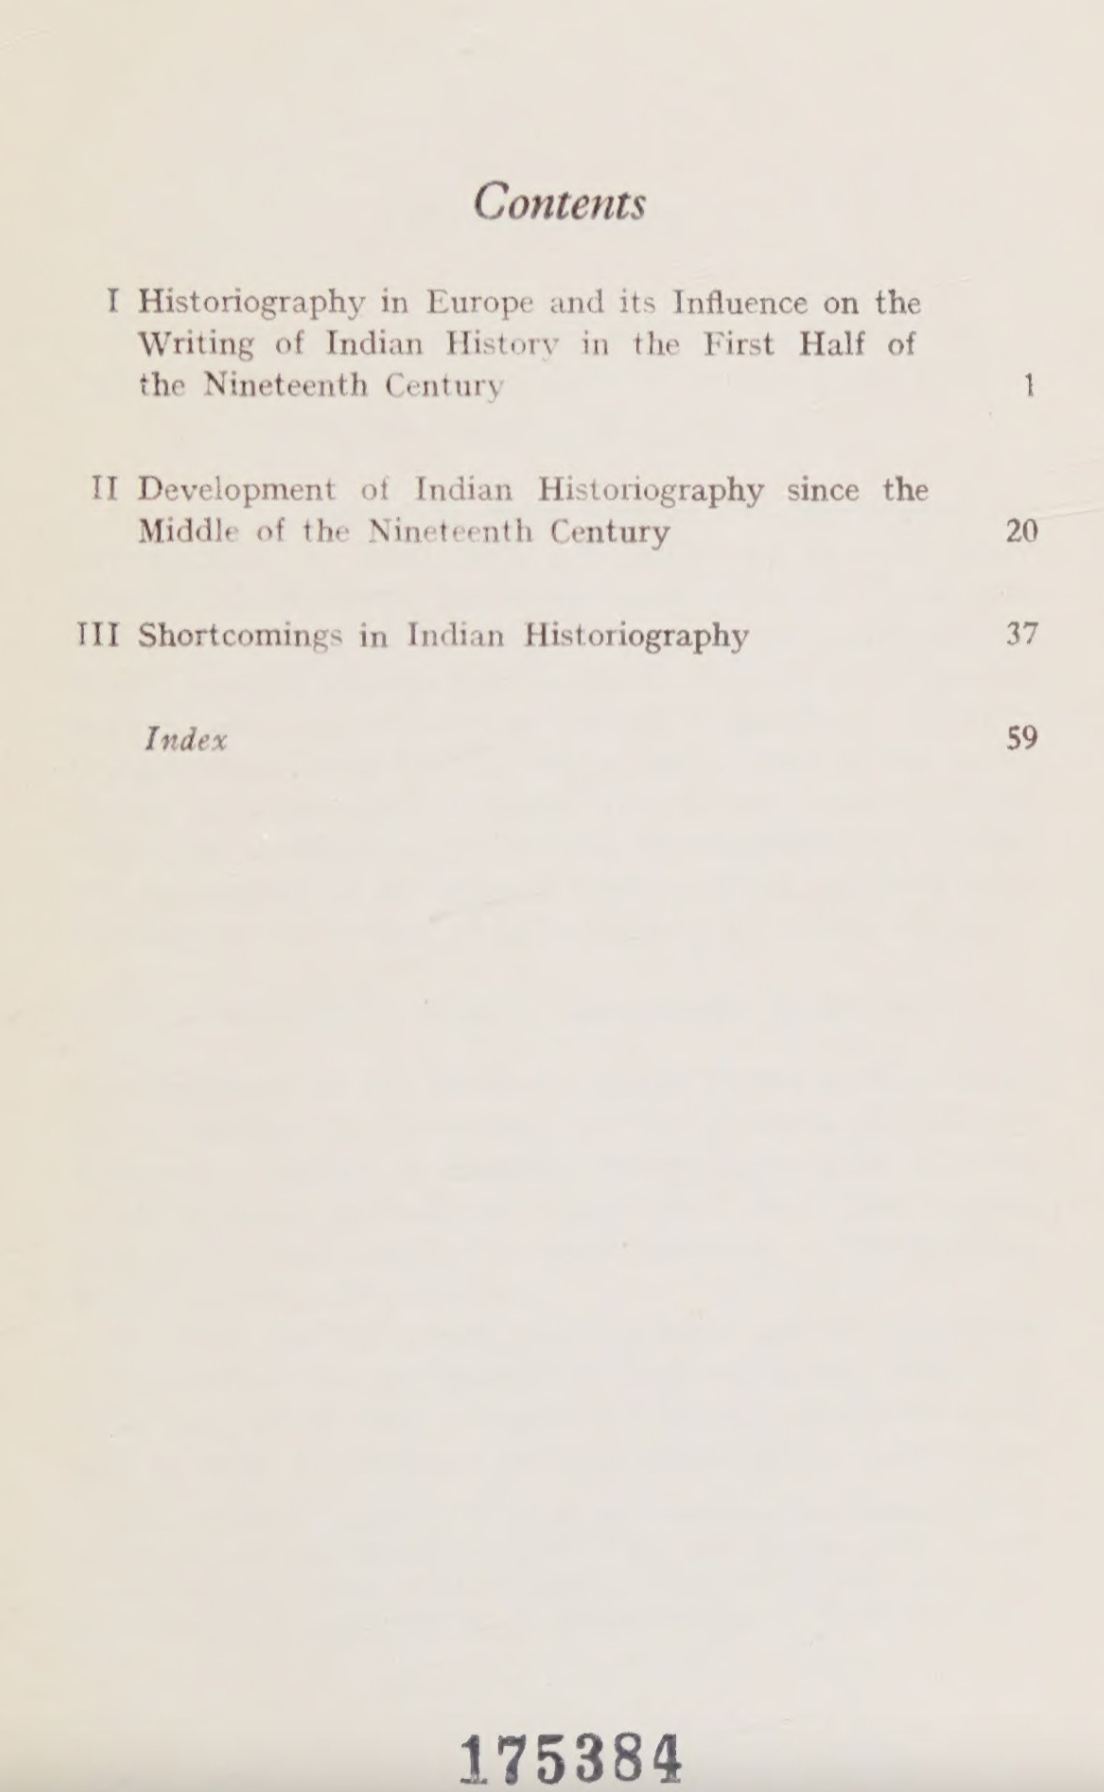 Contents
I Historiography in Europe and its Influence on the
Writing of Indian History in the First Half of
the Nineteenth Century 1
II Development of Indian Historiography since the
Middle of the Nineteenth Century 20
III Shortcomings in Indian Historiography 37
Index 59
175384